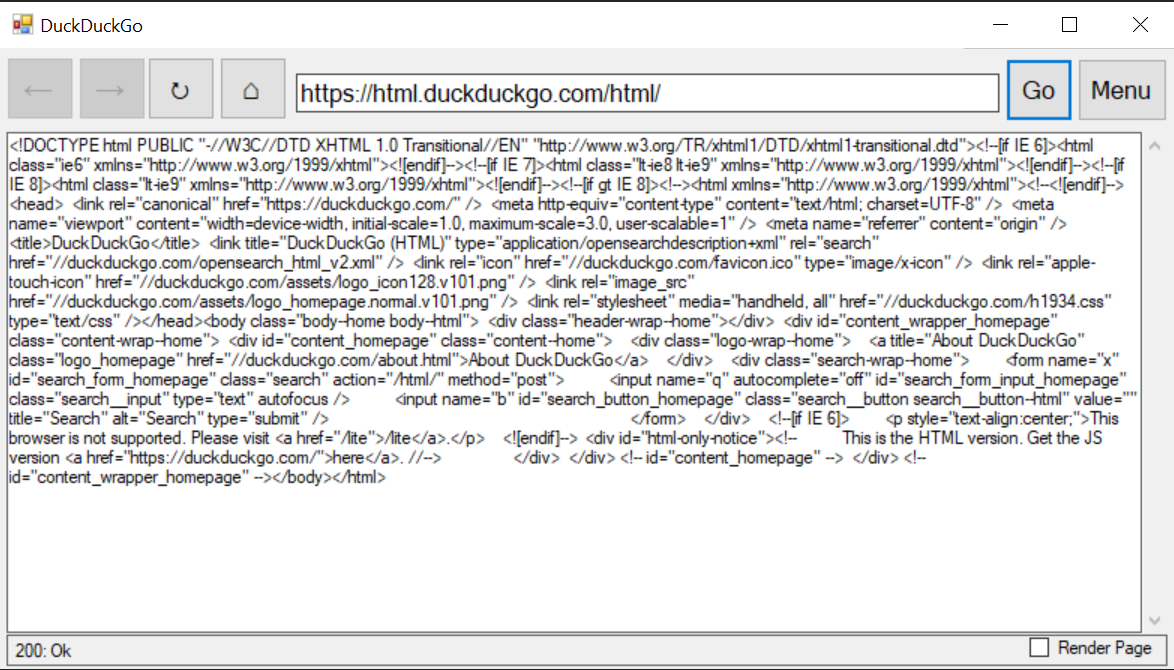 DuckDuckGo
← → ↻ ⌂ https://html.duckduckgo.com/html/ Go Menu
<!DOCTYPE html PUBLIC "-//W3C//DTD XHTML 1.0 Transitional//EN" "http://www.w3.org/TR/xhtml1/DTD/xhtml1-transitional.dtd"><!--[if IE 6]><html
class="ie6" xmlns="http://www.w3.org/1999/xhtml"><![endif]--><!--[if IE 7]><html class="lt-ie8 lt-ie9" xmlns="http://www.w3.org/1999/xhtml"><![endif]--><!--[if
IE 8]><html class="lt-ie9" xmlns="http://www.w3.org/1999/xhtml"><![endif]--><!--[if gt IE 8]><!--><html xmlns="http://www.w3.org/1999/xhtml"><!--<![endif]-->
<head>  <link rel="canonical" href="https://duckduckgo.com/" />  <meta http-equiv="content-type" content="text/html; charset=UTF-8" />  <meta
name="viewport" content="width=device-width, initial-scale=1.0, maximum-scale=3.0, user-scalable=1" />  <meta name="referrer" content="origin" />
<title>DuckDuckGo</title>  <link title="DuckDuckGo (HTML)" type="application/opensearchdescription+xml" rel="search"
href="//duckduckgo.com/opensearch_html_v2.xml" />  <link rel="icon" href="//duckduckgo.com/favicon.ico" type="image/x-icon" />  <link rel="apple-
touch-icon" href="//duckduckgo.com/assets/logo_icon128.v101.png" />  <link rel="image_src"
href="//duckduckgo.com/assets/logo_homepage.normal.v101.png" />  <link rel="stylesheet" media="handheld, all" href="//duckduckgo.com/h1934.css"
type="text/css" /></head><body class="body--home body--html">  <div class="header-wrap--home"></div>  <div id="content_wrapper_homepage"
class="content-wrap--home">  <div id="content_homepage" class="content--home">    <div class="logo-wrap--home">    <a title="About DuckDuckGo"
class="logo_homepage" href="//duckduckgo.com/about.html">About DuckDuckGo</a>    </div>    <div class="search-wrap--home">        <form name="x"
id="search_form_homepage" class="search" action="/html/" method="post">          <input name="q" autocomplete="off" id="search_form_input_homepage"
class="search__input" type="text" autofocus />          <input name="b" id="search_button_homepage" class="search__button search__button--html" value=""
title="Search" alt="Search" type="submit" />          </form>    </div>    <!--[if IE 6]>        <p style="text-align:center;">This
browser is not supported. Please visit <a href="/lite">/lite</a>.</p>    <![endif]-->  <div id="html-only-notice"><!--          This is the HTML version. Get the JS
version <a href="https://duckduckgo.com/">here</a>. //-->                </div>  </div> <!-- id="content_homepage" -->  </div> <!--
id="content_wrapper_homepage" --></body></html>
200: Ok Render Page